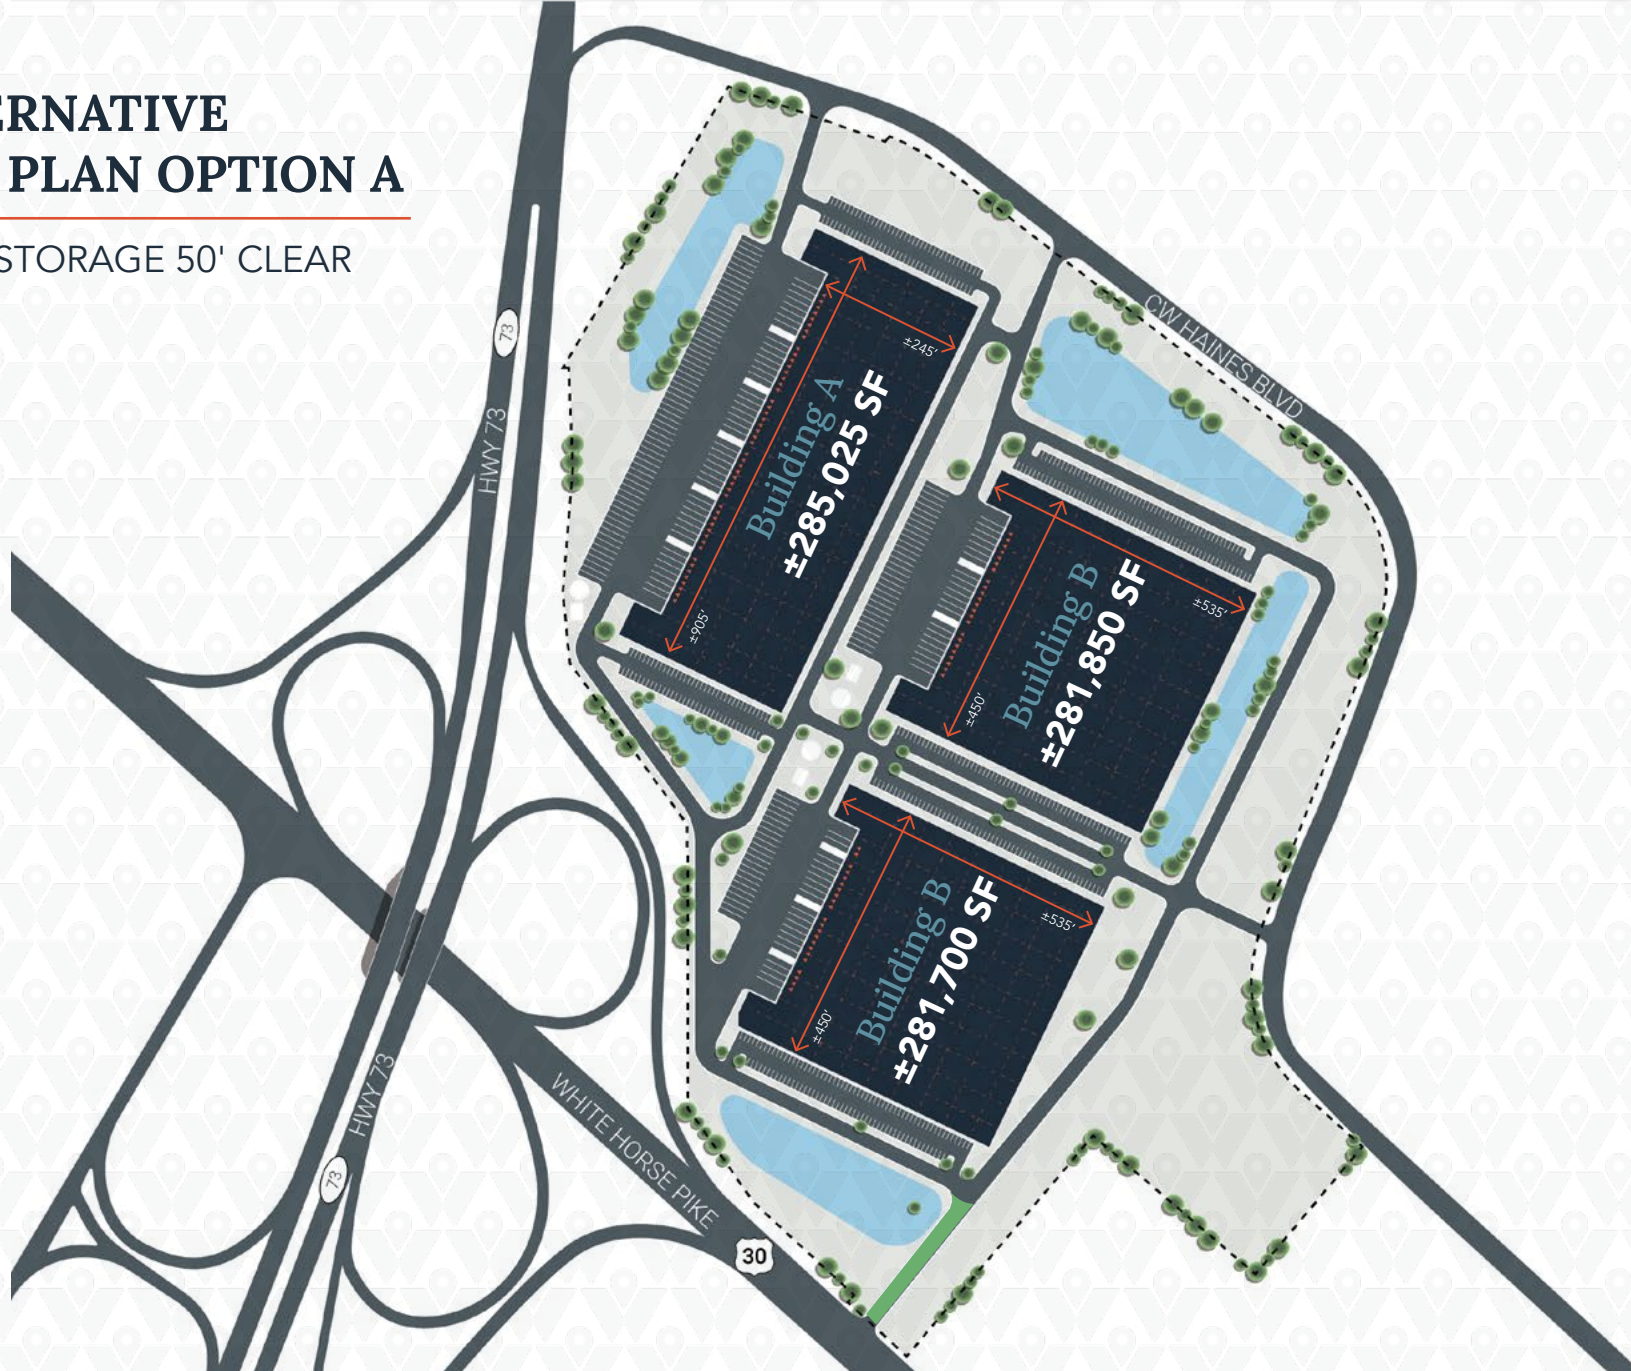 ERNATIVE
PLAN OPTION A
STORAGE 50' CLEAR
CW HAINES BLVD
73
HWY 73
±245'
Building A
±285,025 SF
±905'
±535'
Building B
±281,850 SF
±450'
±535'
Building B
±281,700 SF
±450'
HWY 73
73
WHITE HORSE PIKE
30